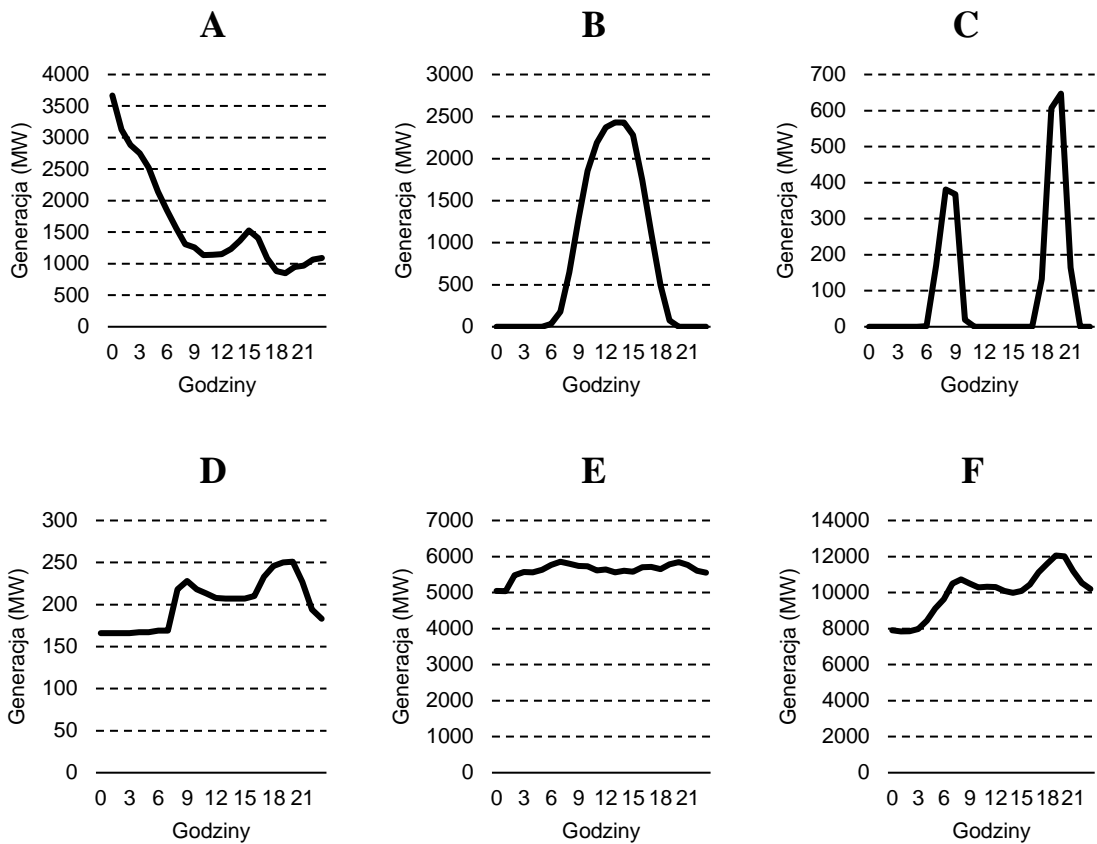 A
Generacja (MW)
4000
3500
3000
2500
2000
1500
1000
500
0
0 3 6 9 12 15 18 21
Godziny
B
Generacja (MW)
3000
2500
2000
1500
1000
500
0
0 3 6 9 12 15 18 21
Godziny
C
Generacja (MW)
700
600
500
400
300
200
100
0
0 3 6 9 12 15 18 21
Godziny
D
Generacja (MW)
300
250
200
150
100
50
0
0 3 6 9 12 15 18 21
Godziny
E
Generacja (MW)
7000
6000
5000
4000
3000
2000
1000
0
0 3 6 9 12 15 18 21
Godziny
F
Generacja (MW)
14000
12000
10000
8000
6000
4000
2000
0
0 3 6 9 12 15 18 21
Godziny